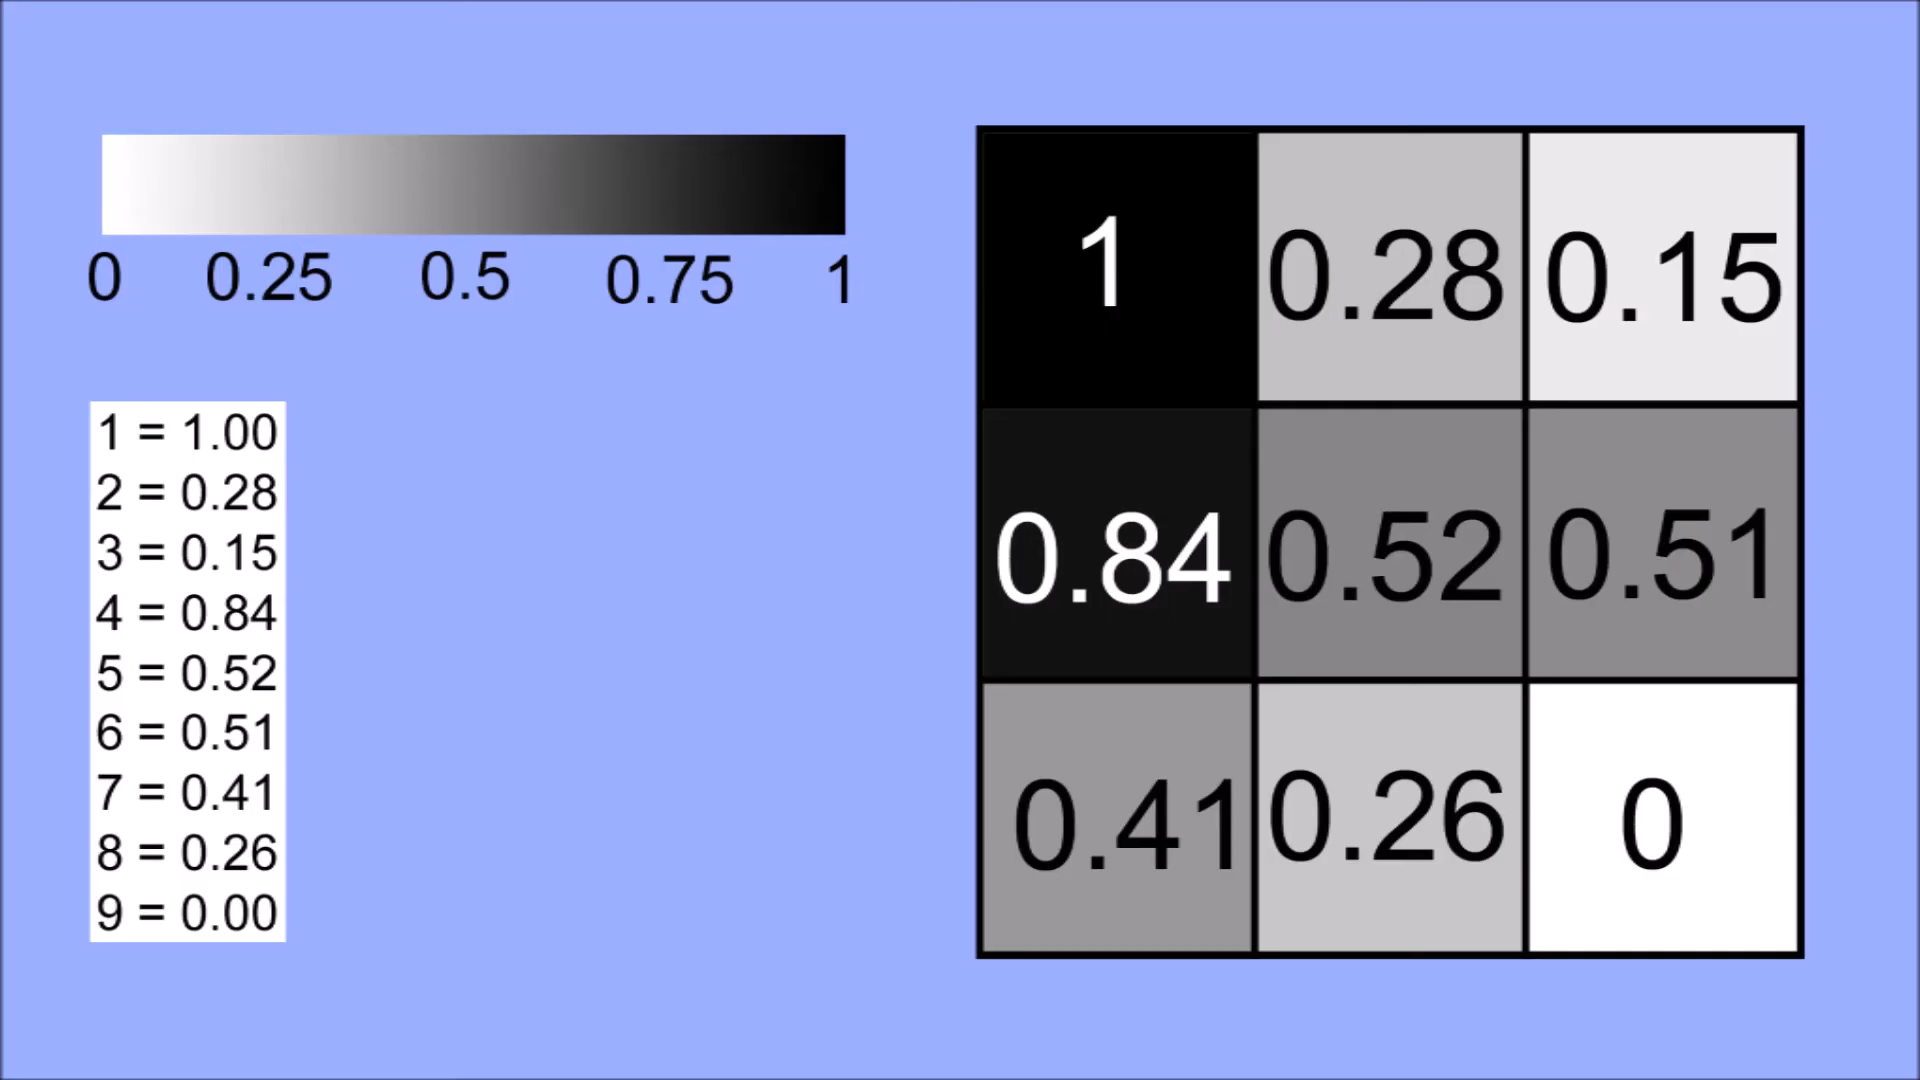 0 0.25 0.5 0.75 1
1 = 1.00
2 = 0.28
3 = 0.15
4 = 0.84
5 = 0.52
6 = 0.51
7 = 0.41
8 = 0.26
9 = 0.00
1 0.28 0.15
0.84 0.52 0.51
0.41 0.26 0